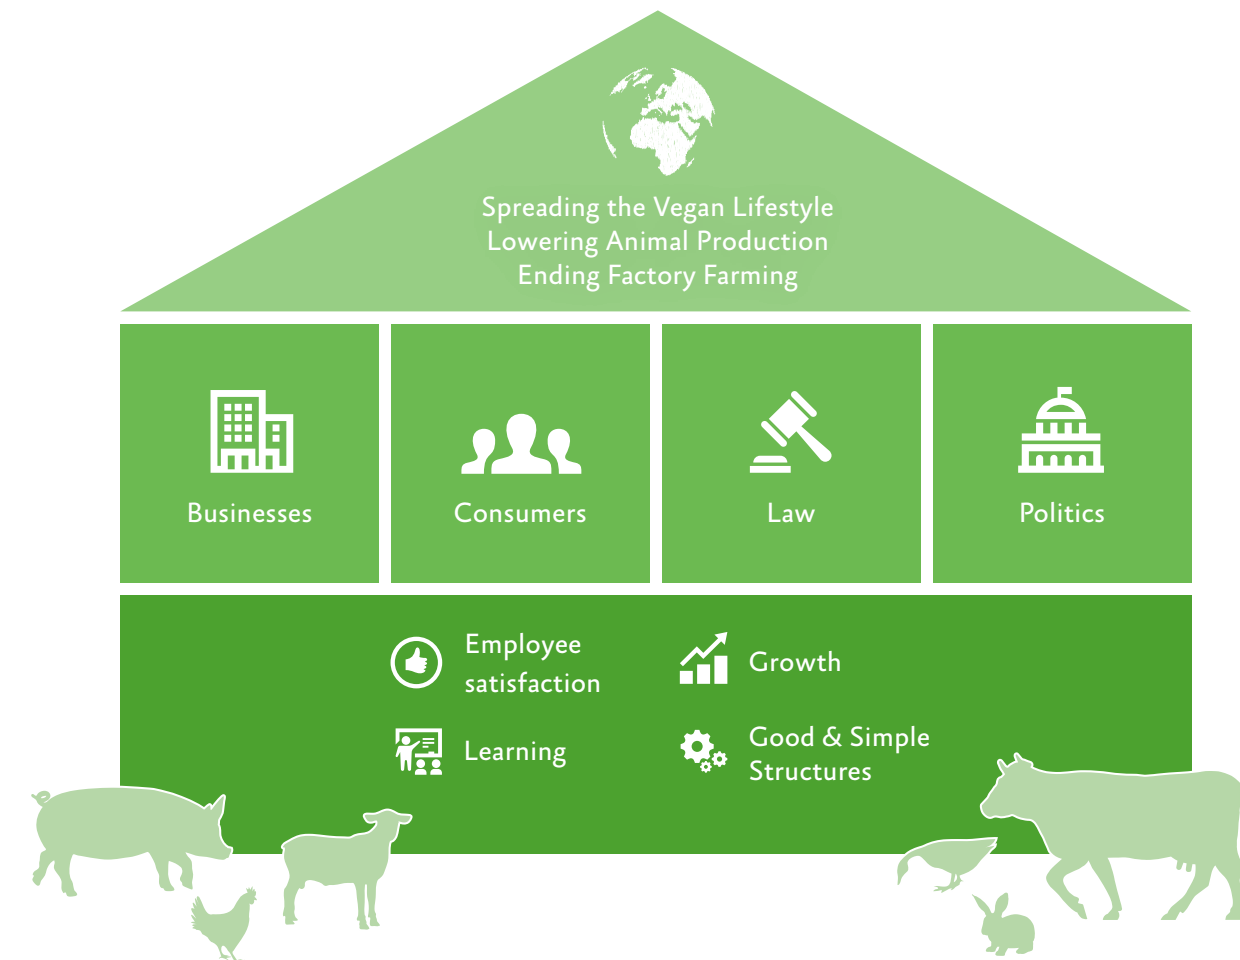 Spreading the Vegan Lifestyle
Lowering Animal Production
Ending Factory Farming
Businesses
Consumers
Law
Politics
Employee
satisfaction
Growth
Learning
Good & Simple
Structures